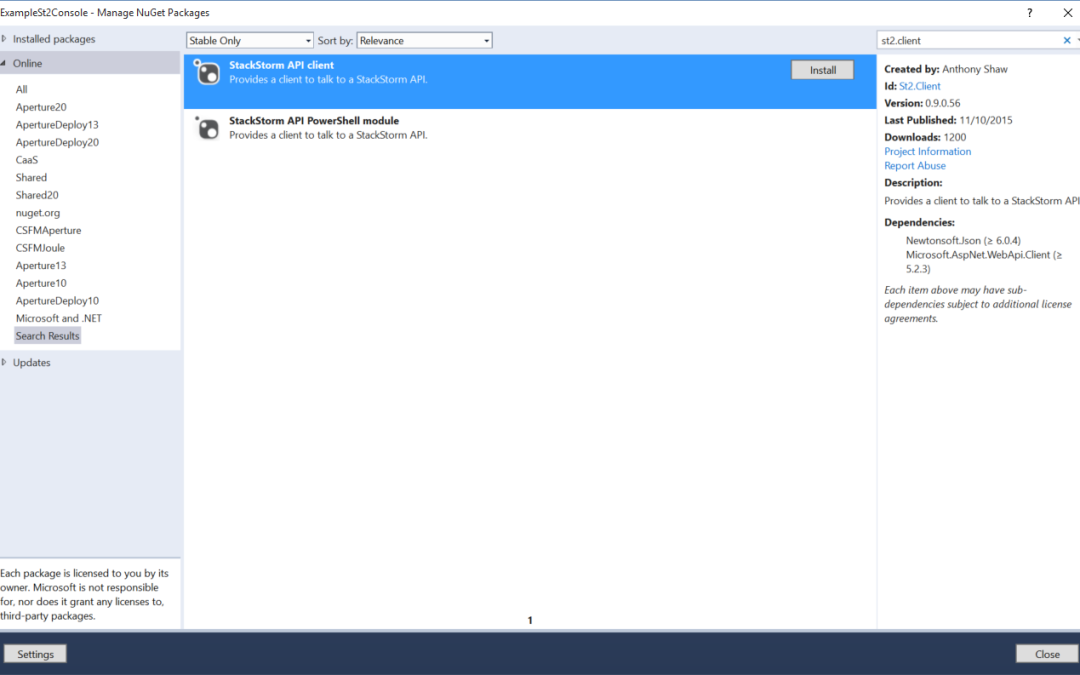 ExampleSt2Console - Manage NuGet Packages
?
Installed packages
Online
All
Aperture20
ApertureDeploy13
ApertureDeploy20
CaaS
Shared
Shared20
nuget.org
CSFMAperture
CSFMJoule
Aperture13
Aperture10
ApertureDeploy10
Microsoft and .NET
Search Results
Updates
Each package is licensed to you by its
owner. Microsoft is not responsible
for, nor does it grant any licenses to,
third-party packages.
Stable Only
Sort by: Relevance
StackStorm API client
Provides a client to talk to a StackStorm API.
Install
StackStorm API PowerShell module
Provides a client to talk to a StackStorm API.
1
st2.client
Created by: Anthony Shaw
Id: St2.Client
Version: 0.9.0.56
Last Published: 11/10/2015
Downloads: 1200
Project Information
Report Abuse
Description:
Provides a client to talk to a StackStorm API
Dependencies:
Newtonsoft.Json (≥ 6.0.4)
Microsoft.AspNet.WebApi.Client (≥
5.2.3)
Each item above may have sub-
dependencies subject to additional license
agreements.
Settings
Close